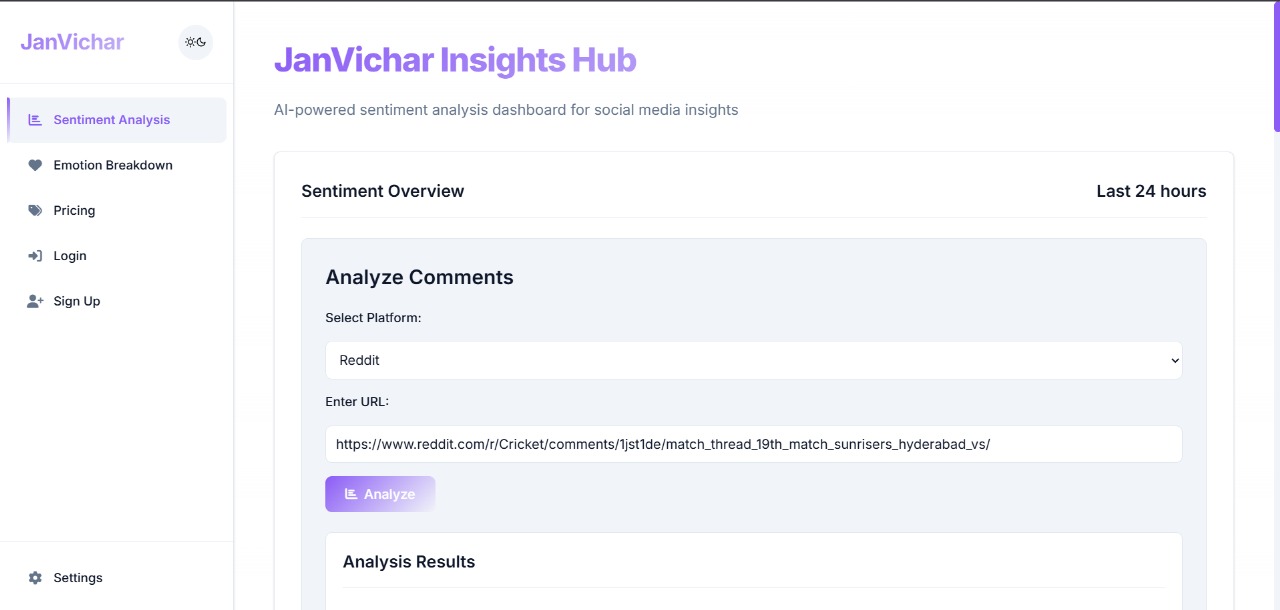 JanVichar
Sentiment Analysis
Emotion Breakdown
Pricing
Login
Sign Up
Settings
JanVichar Insights Hub
AI-powered sentiment analysis dashboard for social media insights
Sentiment Overview
Last 24 hours
Analyze Comments
Select Platform:
Reddit
Enter URL:
https://www.reddit.com/r/Cricket/comments/1jst1de/match_thread_19th_match_sunrisers_hyderabad_vs/
Analyze
Analysis Results